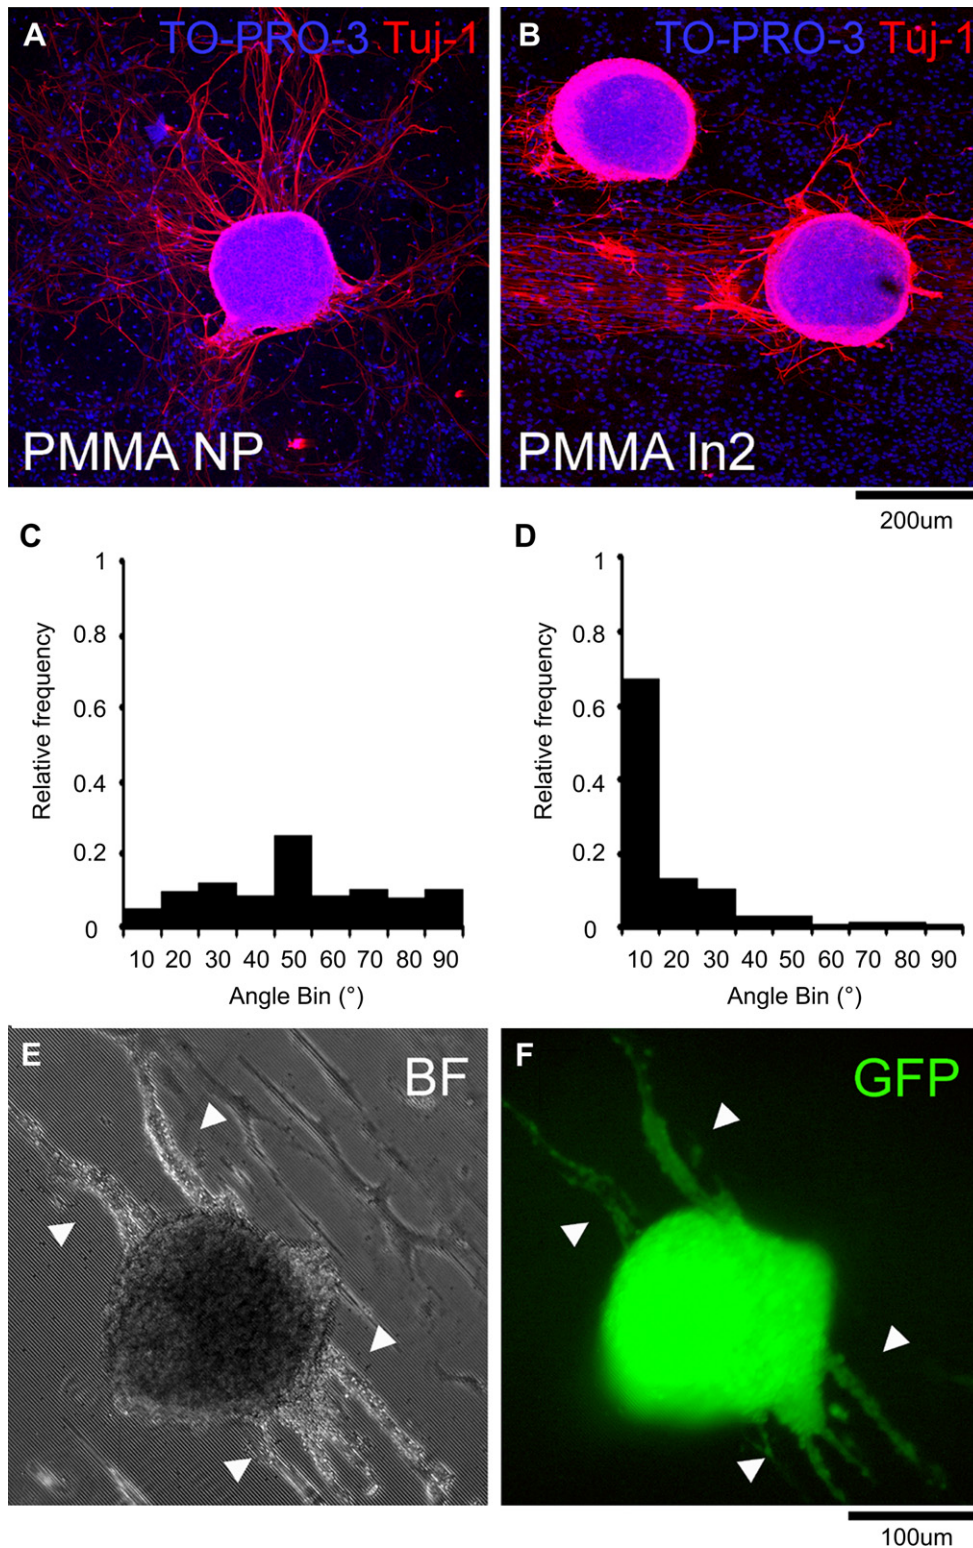 A TO-PRO-3 Tuj-1
PMMA NP
B TO-PRO-3 Tuj-1
PMMA ln2
200um
C
1
0.8
0.6
0.4
0.2
0
Relative frequency
10 20 30 40 50 60 70 80 90
Angle Bin (°)
D
1
0.8
0.6
0.4
0.2
0
Relative frequency
10 20 30 40 50 60 70 80 90
Angle Bin (°)
E BF
F GFP
100um